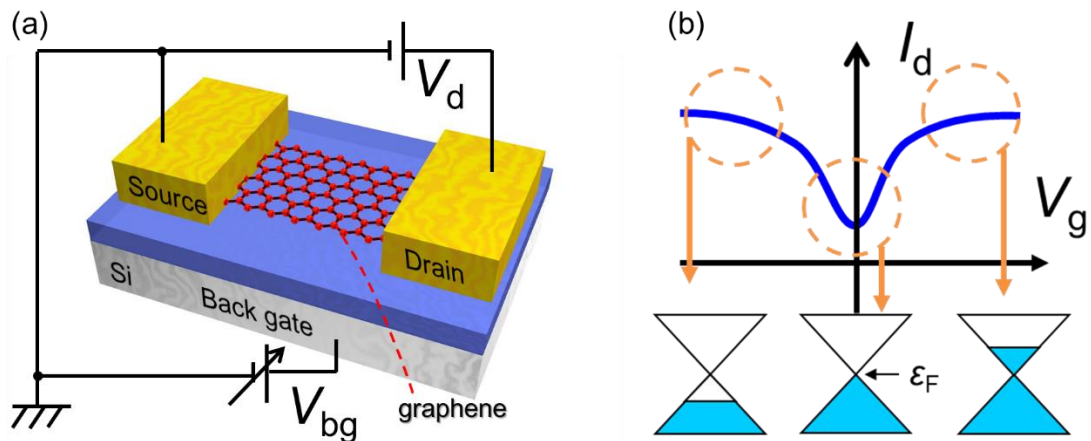 (a)
V_d
Source
Drain
Si
Back gate
V_bg
graphene
(b)
I_d
V_g
ε_F